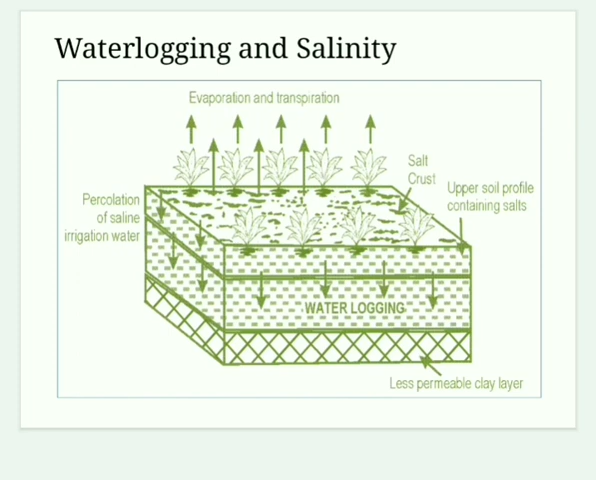 Waterlogging and Salinity
Evaporation and transpiration
Salt
Crust
Upper soil profile
containing salts
Percolation
of saline
irrigation water
WATER LOGGING
Less permeable clay layer